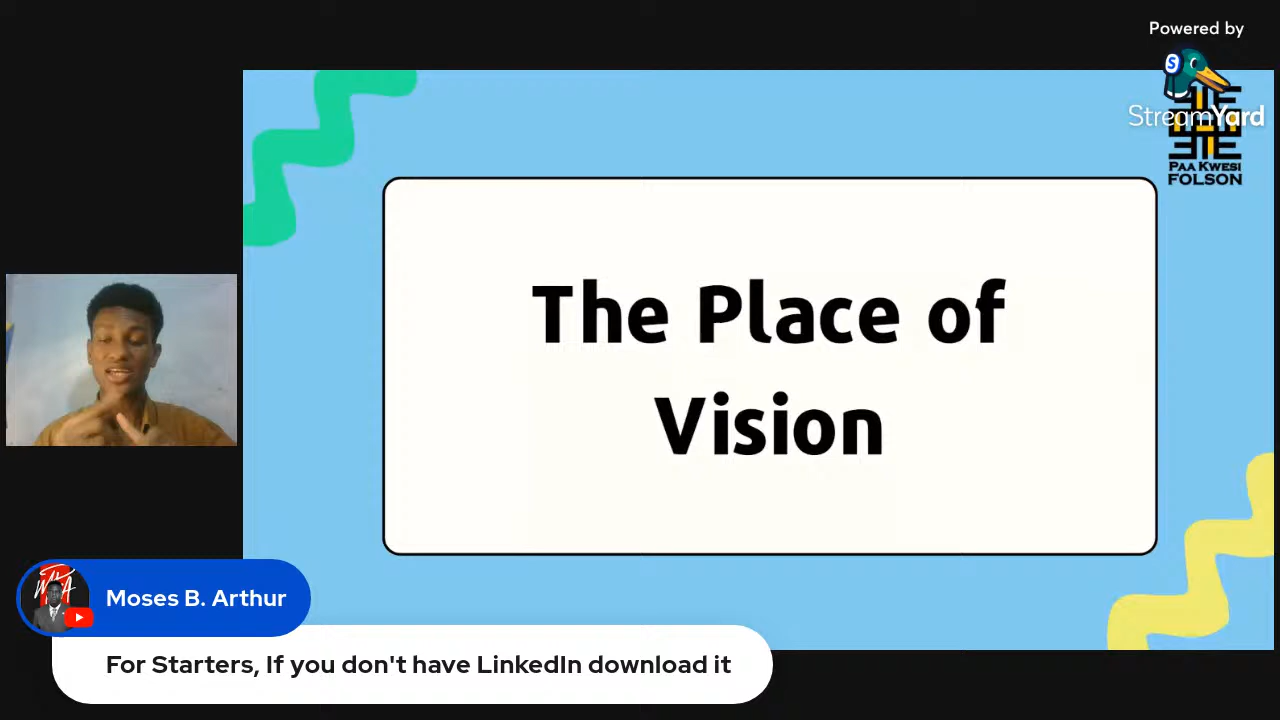 Powered by
StreamYard
PAA KWESI
FOLSON
The Place of
Vision
Moses B. Arthur
For Starters, If you don't have LinkedIn download it